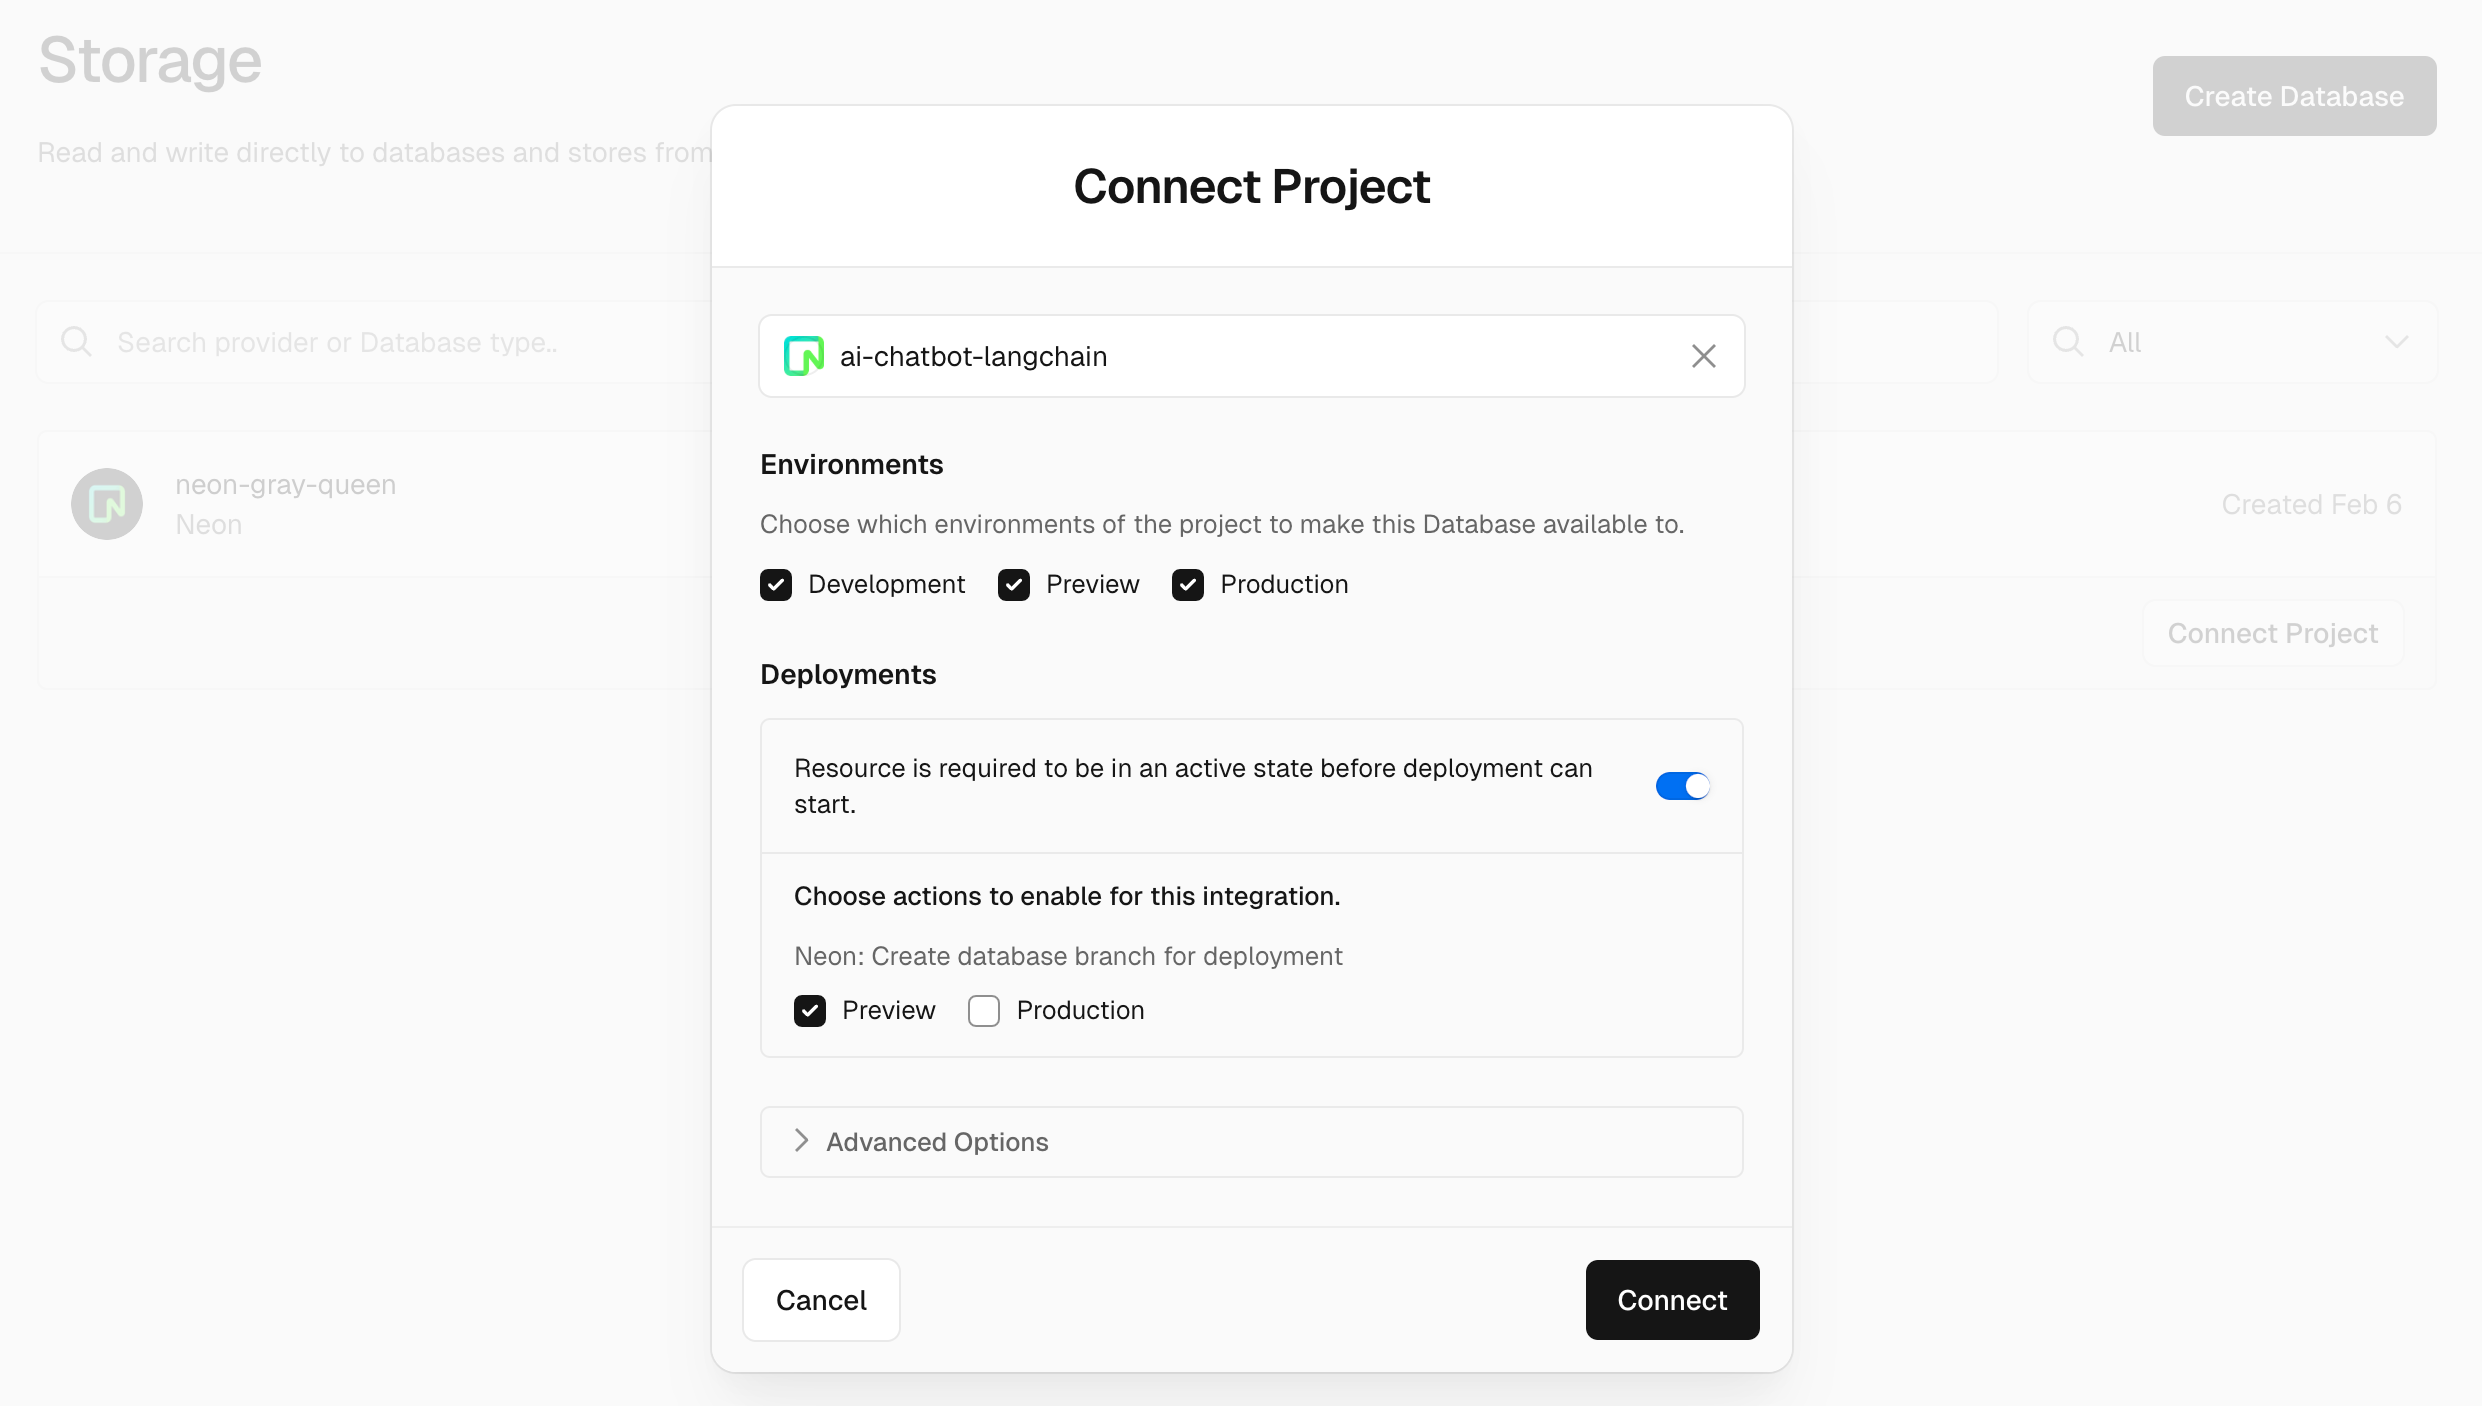 Storage
Create Database
Read and write directly to databases and stores from
Connect Project
Search provider or Database type..
All
ai-chatbot-langchain
neon-gray-queen
Neon
Created Feb 6
Connect Project
Environments
Choose which environments of the project to make this Database available to.
Development Preview Production
Deployments
Resource is required to be in an active state before deployment can
start.
Choose actions to enable for this integration.
Neon: Create database branch for deployment
Preview Production
Advanced Options
Cancel
Connect